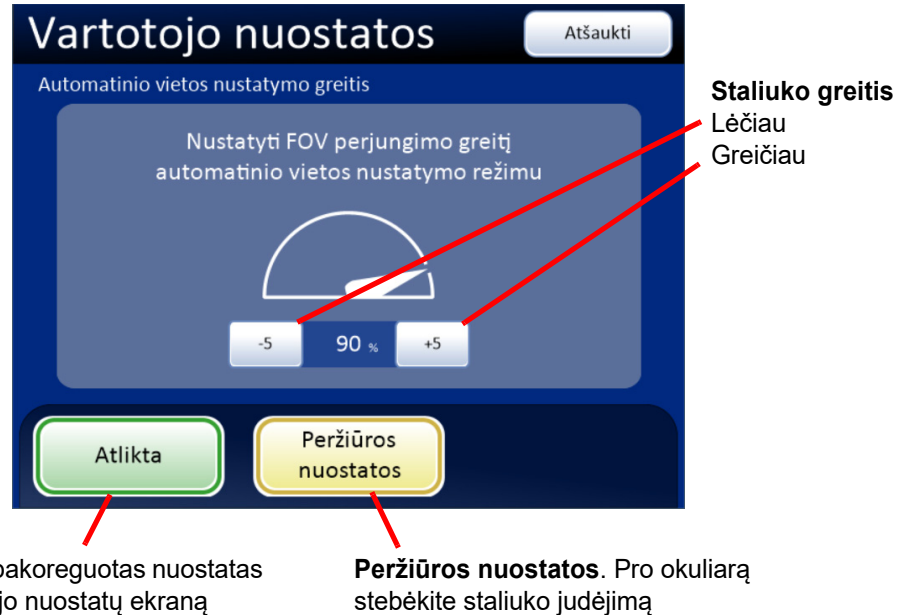 Vartotojo nuostatos
Atšaukti
Automatinio vietos nustatymo greitis
Nustatyti FOV perjungimo greitį
automatinio vietos nustatymo režimu
-5
90 %
+5
Atlikta
Peržiūros
nuostatos
Staliuko greitis
Lėčiau
Greičiau
pakoreguotas nuostatas
nuostatų ekraną
Peržiūros nuostatos. Pro okuliarą
stebėkite staliuko judėjimą